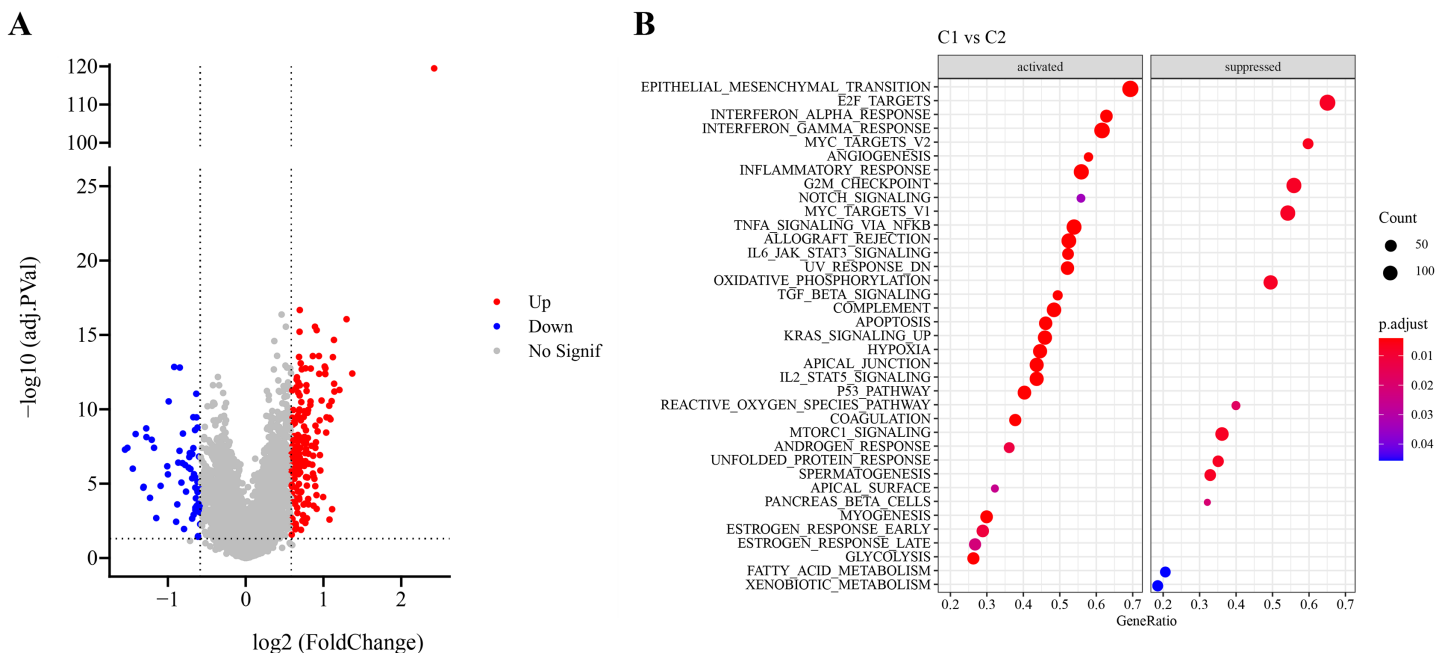 A
120
110
100
25
20
15
10
5
0
−1
0
1
2
−log10 (adj.PVal)
log2 (FoldChange)
Up
Down
No Signif
B
C1 vs C2
activated
suppressed
EPITHELIAL_MESENCHYMAL_TRANSITION
E2F_TARGETS
INTERFERON_ALPHA_RESPONSE
INTERFERON_GAMMA_RESPONSE
MYC_TARGETS_V2
ANGIOGENESIS
INFLAMMATORY_RESPONSE
G2M_CHECKPOINT
NOTCH_SIGNALING
MYC_TARGETS_V1
TNFA_SIGNALING_VIA_NFKB
ALLOGRAFT_REJECTION
IL6_JAK_STAT3_SIGNALING
UV_RESPONSE_DN
OXIDATIVE_PHOSPHORYLATION
TGF_BETA_SIGNALING
COMPLEMENT
APOPTOSIS
KRAS_SIGNALING_UP
HYPOXIA
APICAL_JUNCTION
IL2_STAT5_SIGNALING
P53_PATHWAY
REACTIVE_OXYGEN_SPECIES_PATHWAY
COAGULATION
MTORC1_SIGNALING
ANDROGEN_RESPONSE
UNFOLDED_PROTEIN_RESPONSE
SPERMATOGENESIS
APICAL_SURFACE
PANCREAS_BETA_CELLS
MYOGENESIS
ESTROGEN_RESPONSE_EARLY
ESTROGEN_RESPONSE_LATE
GLYCOLYSIS
FATTY_ACID_METABOLISM
XENOBIOTIC_METABOLISM
0.2 0.3 0.4 0.5 0.6 0.7
0.2 0.3 0.4 0.5 0.6 0.7
GeneRatio
Count
50
100
p.adjust
0.01
0.02
0.03
0.04